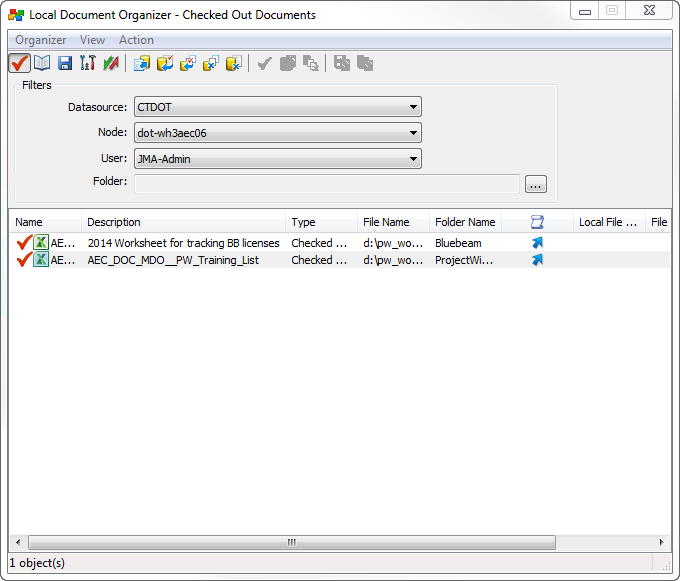 Local Document Organizer - Checked Out Documents
Organizer View Action
Filters
Datasource: CTDOT
Node: dot-wh3aec06
User: JMA-Admin
Folder: ...
Name Description Type File Name Folder Name Local File ... File
AE... 2014 Worksheet for tracking BB licenses Checked ... d:\pw_wo... Bluebeam
AE... AEC_DOC_MDO__PW_Training_List Checked ... d:\pw_wo... ProjectWi...
1 object(s)